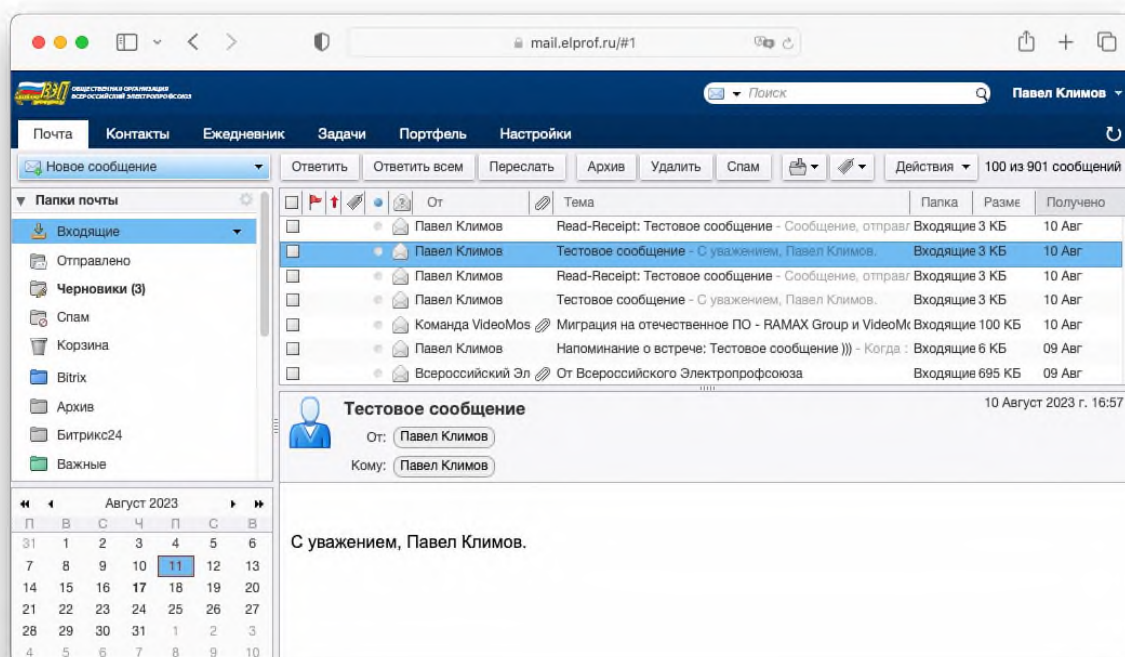 mail.elprof.ru/#1
ВЭП ОБЩЕСТВЕННАЯ ОРГАНИЗАЦИЯ
ВСЕРОССИЙСКИЙ ЭЛЕКТРОПРОФСОЮЗ
Поиск
Павел Климов
Почта Контакты Ежедневник Задачи Портфель Настройки
Новое сообщение Ответить Ответить всем Переслать Архив Удалить Спам Действия 100 из 901 сообщений
Папки почты
Входящие
Отправлено
Черновики (3)
Спам
Корзина
Bitrix
Архив
Битрикс24
Важные
От Тема Папка Разме Получено
Павел Климов Read-Receipt: Тестовое сообщение - Сообщение, отправл Входящие 3 КБ 10 Авг
Павел Климов Тестовое сообщение - С уважением, Павел Климов. Входящие 3 КБ 10 Авг
Павел Климов Read-Receipt: Тестовое сообщение - Сообщение, отправл Входящие 3 КБ 10 Авг
Павел Климов Тестовое сообщение - С уважением, Павел Климов. Входящие 3 КБ 10 Авг
Команда VideoMos Миграция на отечественное ПО - RAMAX Group и VideoMo Входящие 100 КБ 10 Авг
Павел Климов Напоминание о встрече: Тестовое сообщение ))) - Когда : Входящие 6 КБ 09 Авг
Всероссийский Эл От Всероссийского Электропрофсоюза Входящие 695 КБ 09 Авг
Тестовое сообщение
10 Август 2023 г. 16:57
От: Павел Климов
Кому: Павел Климов
С уважением, Павел Климов.
Август 2023
П В С Ч П С В
31 1 2 3 4 5 6
7 8 9 10 11 12 13
14 15 16 17 18 19 20
21 22 23 24 25 26 27
28 29 30 31 1 2 3
4 5 6 7 8 9 10